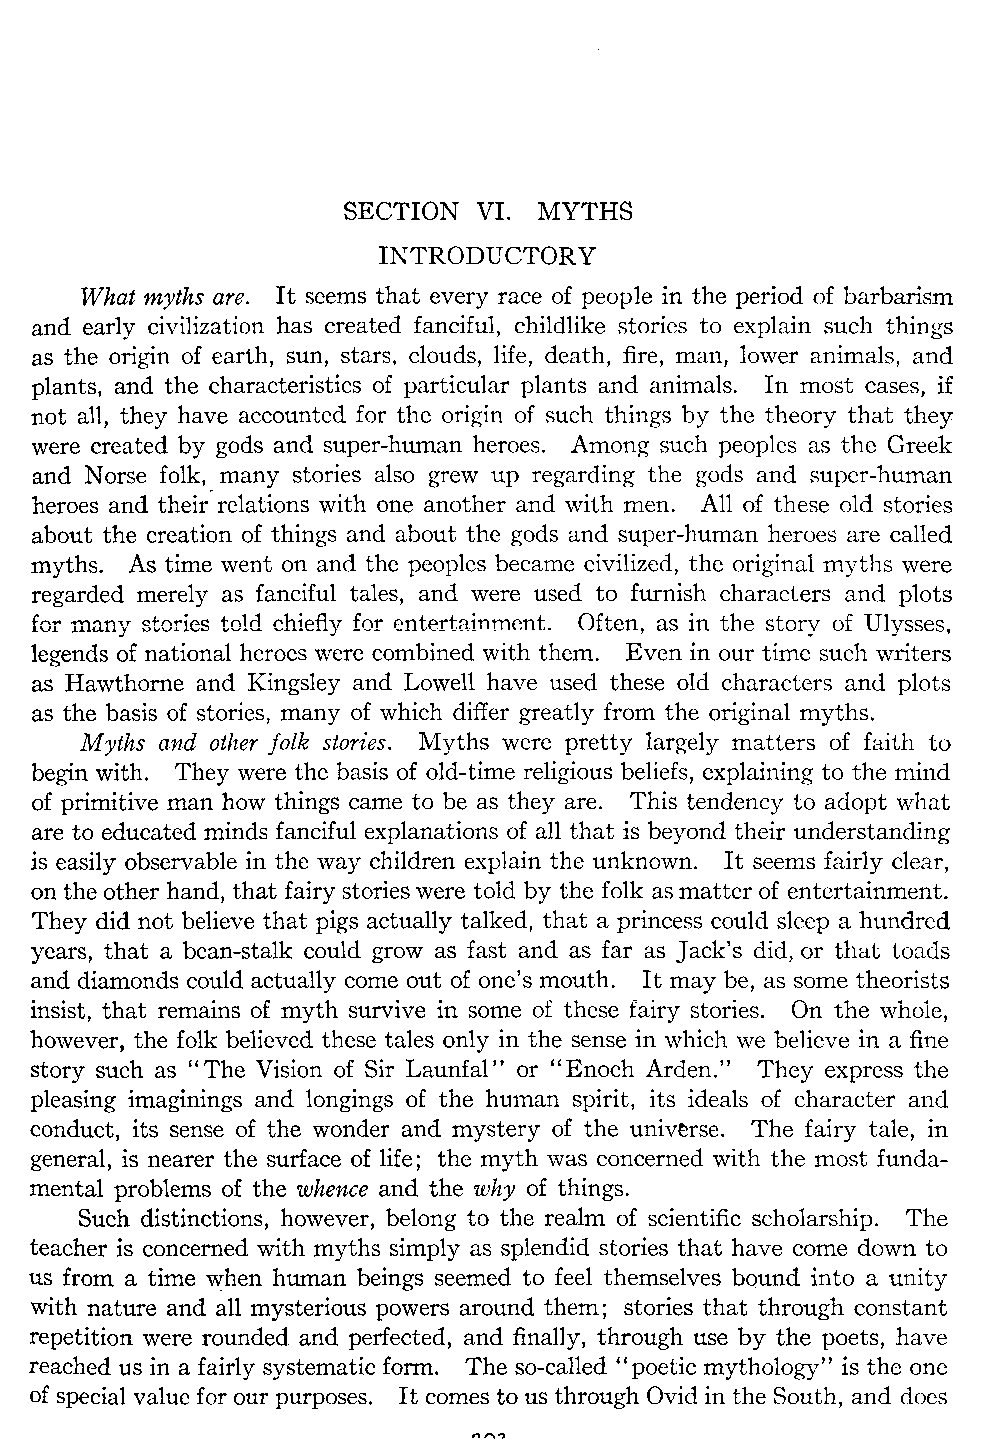 SECTION VI. MYTHS
INTRODUCTORY
What myths are. It seems that every race of people in the period of barbarism
and early civilization has created fanciful, childlike stories to explain such things
as the origin of earth, sun, stars, clouds, life, death, fire, man, lower animals, and
plants, and the characteristics of particular plants and animals. In most cases, if
not all, they have accounted for the origin of such things by the theory that they
were created by gods and super-human heroes. Among such peoples as the Greek
and Norse folk, many stories also grew up regarding the gods and super-human
heroes and their relations with one another and with men. All of these old stories
about the creation of things and about the gods and super-human heroes are called
myths. As time went on and the peoples became civilized, the original myths were
regarded merely as fanciful tales, and were used to furnish characters and plots
for many stories told chiefly for entertainment. Often, as in the story of Ulysses,
legends of national heroes were combined with them. Even in our time such writers
as Hawthorne and Kingsley and Lowell have used these old characters and plots
as the basis of stories, many of which differ greatly from the original myths.
Myths and other folk stories. Myths were pretty largely matters of faith to
begin with. They were the basis of old-time religious beliefs, explaining to the mind
of primitive man how things came to be as they are. This tendency to adopt what
are to educated minds fanciful explanations of all that is beyond their understanding
is easily observable in the way children explain the unknown. It seems fairly clear,
on the other hand, that fairy stories were told by the folk as matter of entertainment.
They did not believe that pigs actually talked, that a princess could sleep a hundred
years, that a bean-stalk could grow as fast and as far as Jack's did, or that toads
and diamonds could actually come out of one's mouth. It may be, as some theorists
insist, that remains of myth survive in some of these fairy stories. On the whole,
however, the folk believed these tales only in the sense in which we believe in a fine
story such as "The Vision of Sir Launfal" or "Enoch Arden." They express the
pleasing imaginings and longings of the human spirit, its ideals of character and
conduct, its sense of the wonder and mystery of the universe. The fairy tale, in
general, is nearer the surface of life; the myth was concerned with the most funda-
mental problems of the whence and the why of things.
Such distinctions, however, belong to the realm of scientific scholarship. The
teacher is concerned with myths simply as splendid stories that have come down to
us from a time when human beings seemed to feel themselves bound into a unity
with nature and all mysterious powers around them; stories that through constant
repetition were rounded and perfected, and finally, through use by the poets, have
reached us in a fairly systematic form. The so-called "poetic mythology" is the one
of special value for our purposes. It comes to us through Ovid in the South, and does